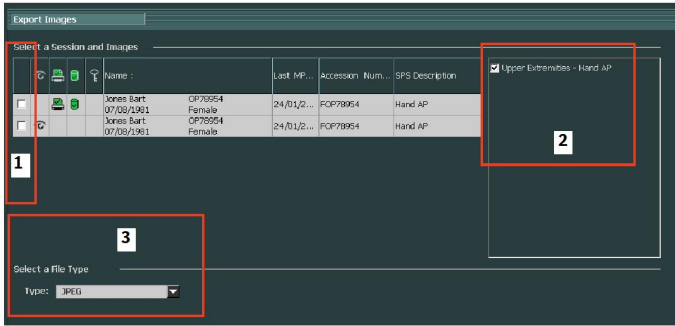 Export Images
Select a Session and Images
Name : Last MP... Accession Num... SPS Description
Jones Bart OP78954 24/01/2... FOP78954 Hand AP
07/08/1981 Female
Jones Bart OP78954 24/01/2... FOP78954 Hand AP
07/08/1981 Female
Upper Extremities - Hand AP
1
2
3
Select a File Type
Type: JPEG